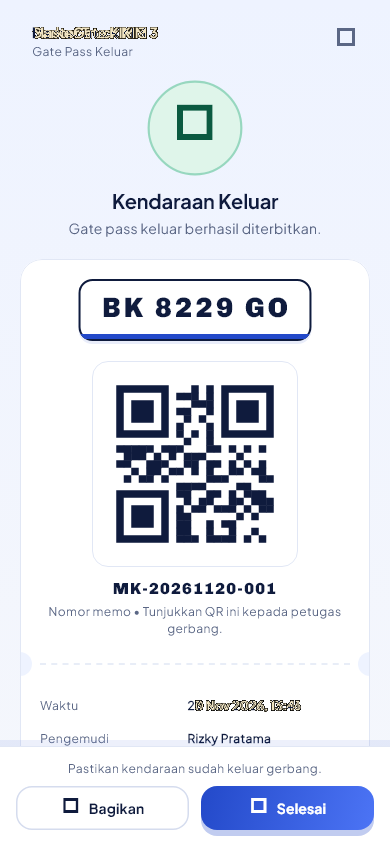 Gate Pass Keluar
Kendaraan Keluar
Gate pass keluar berhasil diterbitkan.
BK 8229 GO
MK-20261120-001
Nomor memo • Tunjukkan QR ini kepada petugas
gerbang.
Waktu
Pengemudi Rizky Pratama
Pastikan kendaraan sudah keluar gerbang.
Bagikan Selesai